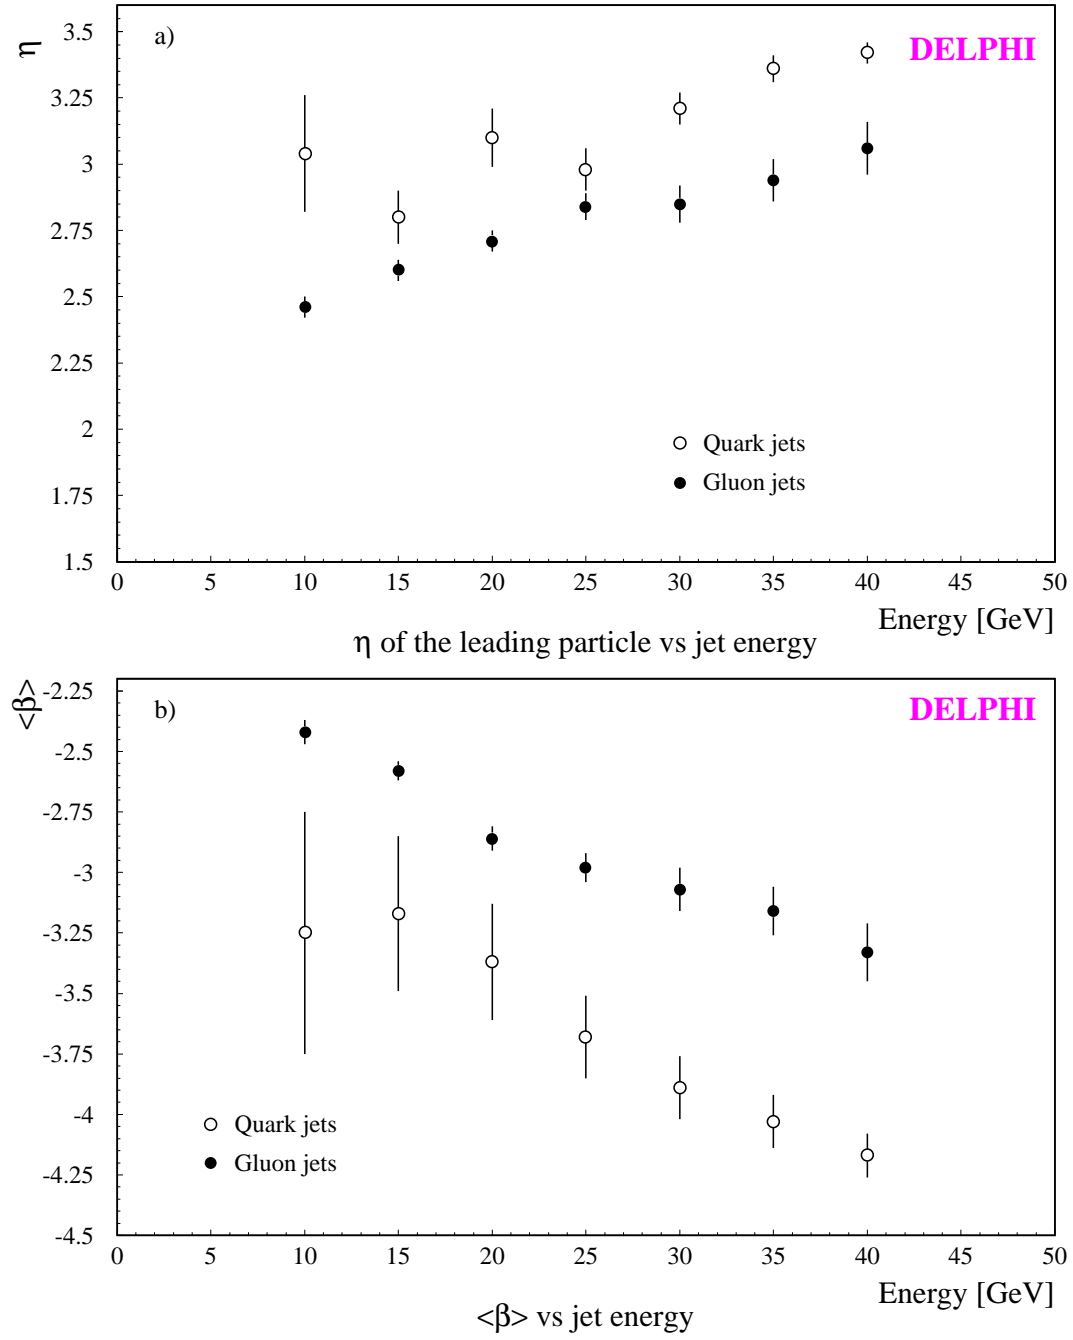 a)
DELPHI
η
3.5
3.25
3
2.75
2.5
2.25
2
1.75
1.5
Quark jets
Gluon jets
0 5 10 15 20 25 30 35 40 45 50
Energy [GeV]
η of the leading particle vs jet energy
b)
DELPHI
<β>
-2.25
-2.5
-2.75
-3
-3.25
-3.5
-3.75
-4
-4.25
-4.5
Quark jets
Gluon jets
0 5 10 15 20 25 30 35 40 45 50
Energy [GeV]
<β> vs jet energy